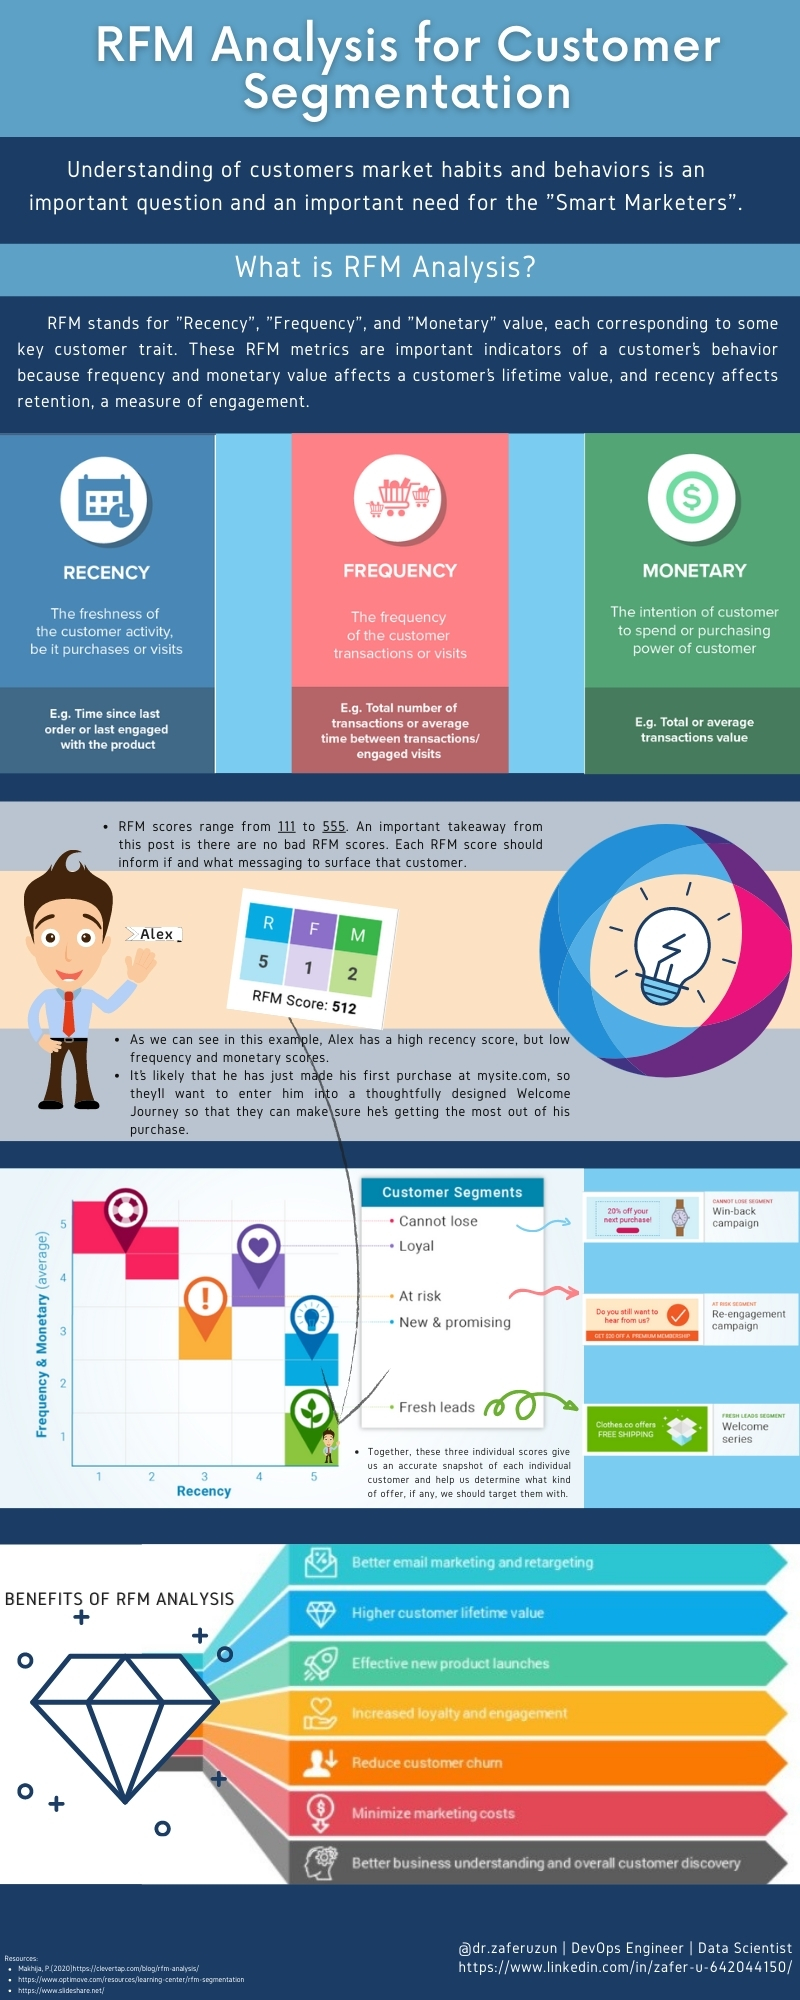 RFM Analysis for Customer
Segmentation
Understanding of customers market habits and behaviors is an
important question and an important need for the ”Smart Marketers”.
What is RFM Analysis?
RFM stands for ”Recency”, ”Frequency”, and ”Monetary” value, each corresponding to some
key customer trait. These RFM metrics are important indicators of a customer's behavior
because frequency and monetary value affects a customer's lifetime value, and recency affects
retention, a measure of engagement.
RECENCY
The freshness of
the customer activity,
be it purchases or visits
E.g. Time since last
order or last engaged
with the product
FREQUENCY
The frequency
of the customer
transactions or visits
E.g. Total number of
transactions or average
time between transactions/
engaged visits
MONETARY
The intention of customer
to spend or purchasing
power of customer
E.g. Total or average
transactions value
• RFM scores range from 111 to 555. An important takeaway from
this post is there are no bad RFM scores. Each RFM score should
inform if and what messaging to surface that customer.
Alex
R F M
5 1 2
RFM Score: 512
• As we can see in this example, Alex has a high recency score, but low
frequency and monetary scores.
• It's likely that he has just made his first purchase at mysite.com, so
they'll want to enter him into a thoughtfully designed Welcome
Journey so that they can make sure he's getting the most out of his
purchase.
Frequency & Monetary (average)
5
4
3
2
1
1 2 3 4 5
Recency
Customer Segments
• Cannot lose
• Loyal
• At risk
• New & promising
• Fresh leads
20% off your
next purchase!
CANNOT LOSE SEGMENT
Win-back
campaign
Do you still want to
hear from us?
GET $30 OFF A PREMIUM MEMBERSHIP
AT RISK SEGMENT
Re-engagement
campaign
Clothes.co offers
FREE SHIPPING
FRESH LEADS SEGMENT
Welcome
series
• Together, these three individual scores give
us an accurate snapshot of each individual
customer and help us determine what kind
of offer, if any, we should target them with.
BENEFITS OF RFM ANALYSIS
Better email marketing and retargeting
Higher customer lifetime value
Effective new product launches
Increased loyalty and engagement
Reduce customer churn
Minimize marketing costs
Better business understanding and overall customer discovery
Resources:
• Makhija, P.(2020)https://clevertap.com/blog/rfm-analysis/
• https://www.optimove.com/resources/learning-center/rfm-segmentation
• https://www.slideshare.net/
@dr.zaferuzun | DevOps Engineer | Data Scientist
https://www.linkedin.com/in/zafer-u-642044150/